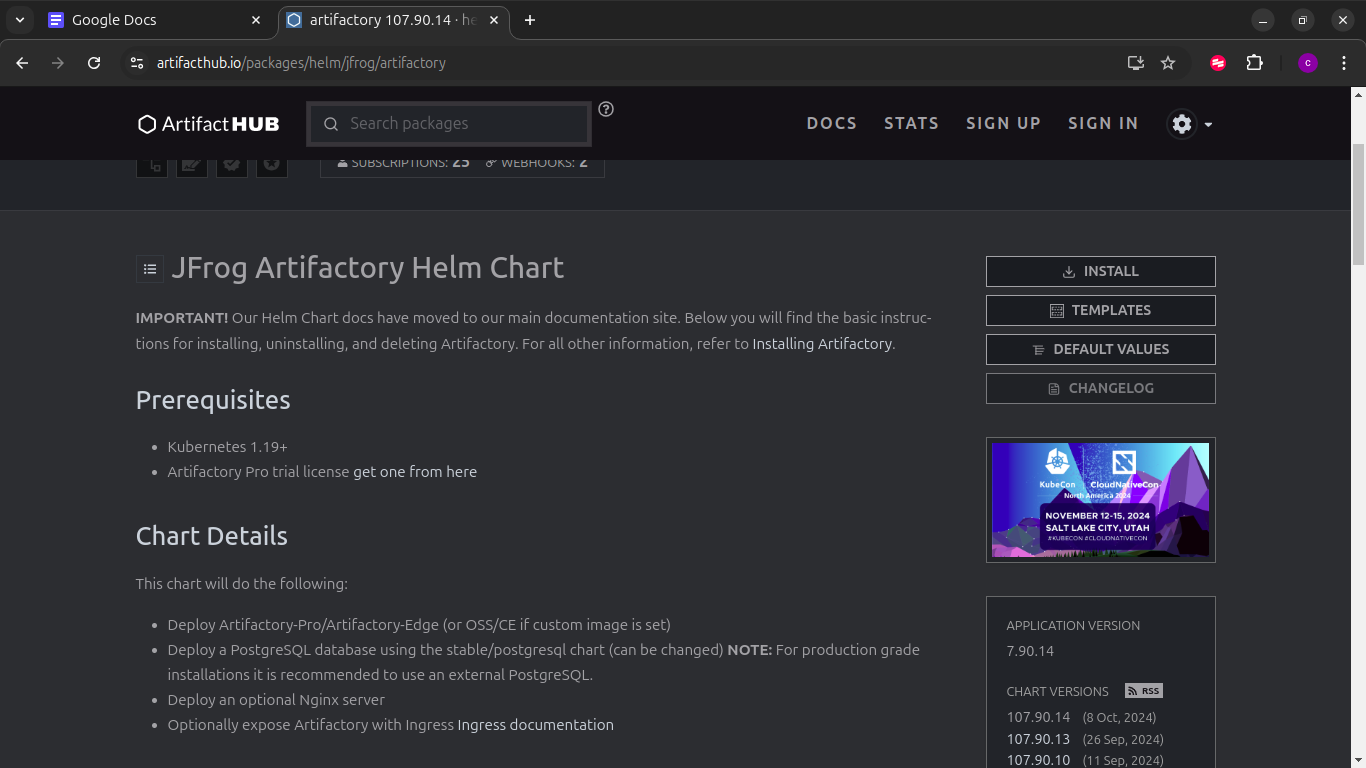 Google Docs
artifactory 107.90.14 · he
artifacthub.io/packages/helm/jfrog/artifactory
c
Artifact HUB
Search packages
DOCS
STATS
SIGN UP
SIGN IN
SUBSCRIPTIONS: 25
WEBHOOKS: 2
JFrog Artifactory Helm Chart
IMPORTANT! Our Helm Chart docs have moved to our main documentation site. Below you will find the basic instruc-
tions for installing, uninstalling, and deleting Artifactory. For all other information, refer to Installing Artifactory.
Prerequisites
Kubernetes 1.19+
Artifactory Pro trial license get one from here
Chart Details
This chart will do the following:
Deploy Artifactory-Pro/Artifactory-Edge (or OSS/CE if custom image is set)
Deploy a PostgreSQL database using the stable/postgresql chart (can be changed) NOTE: For production grade
installations it is recommended to use an external PostgreSQL.
Deploy an optional Nginx server
Optionally expose Artifactory with Ingress Ingress documentation
INSTALL
TEMPLATES
DEFAULT VALUES
CHANGELOG
KubeCon
CloudNativeCon
North America 2024
NOVEMBER 12-15, 2024
SALT LAKE CITY, UTAH
#KUBECON #CLOUDNATIVECON
APPLICATION VERSION
7.90.14
CHART VERSIONS
RSS
107.90.14 (8 Oct, 2024)
107.90.13 (26 Sep, 2024)
107.90.10 (11 Sep, 2024)